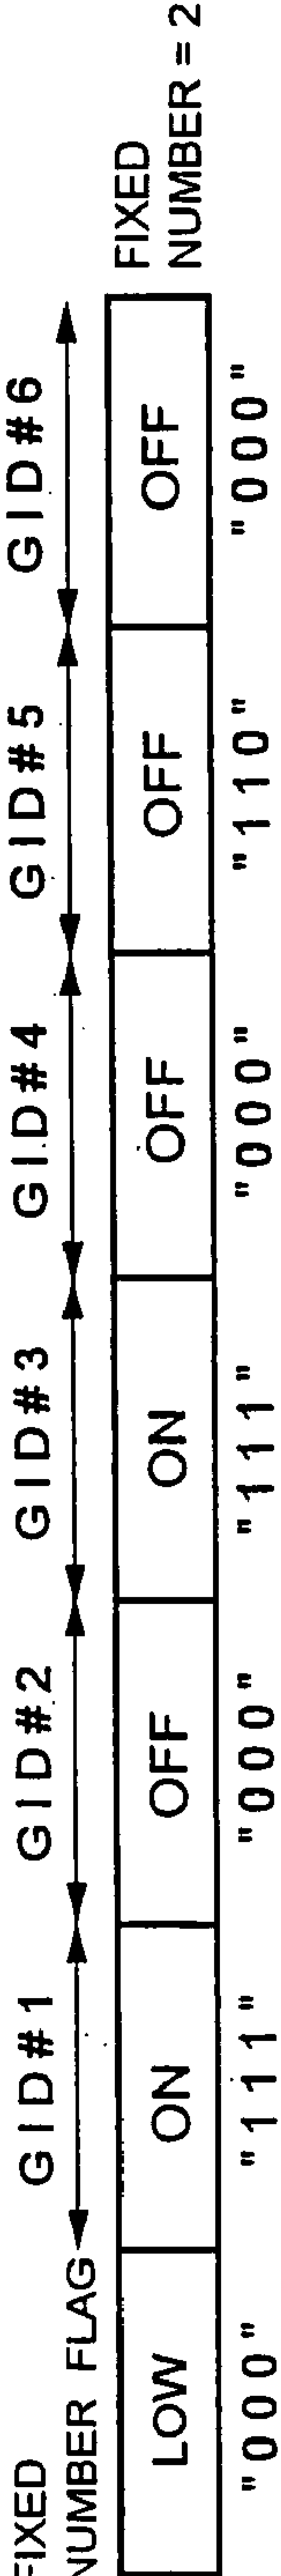 FIXED
NUMBER FLAG
GID#1 GID#2 GID#3 GID#4 GID#5 GID#6
LOW ON OFF ON OFF OFF OFF
FIXED
NUMBER = 2
"000" "111" "000" "111" "000" "110" "000"